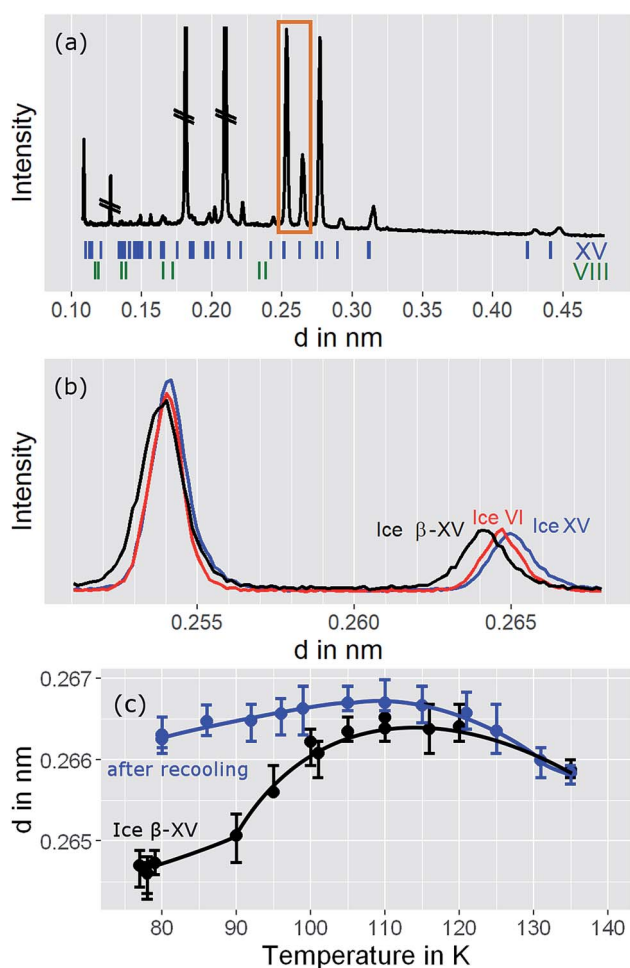 (a)
Intensity
XV
VIII
0.10 0.15 0.20 0.25 0.30 0.35 0.40 0.45
d in nm
(b)
Intensity
Ice β-XV
Ice VI
Ice XV
0.255 0.260 0.265
d in nm
(c)
0.267
0.266
0.265
d in nm
after recooling
Ice β-XV
80 90 100 110 120 130 140
Temperature in K